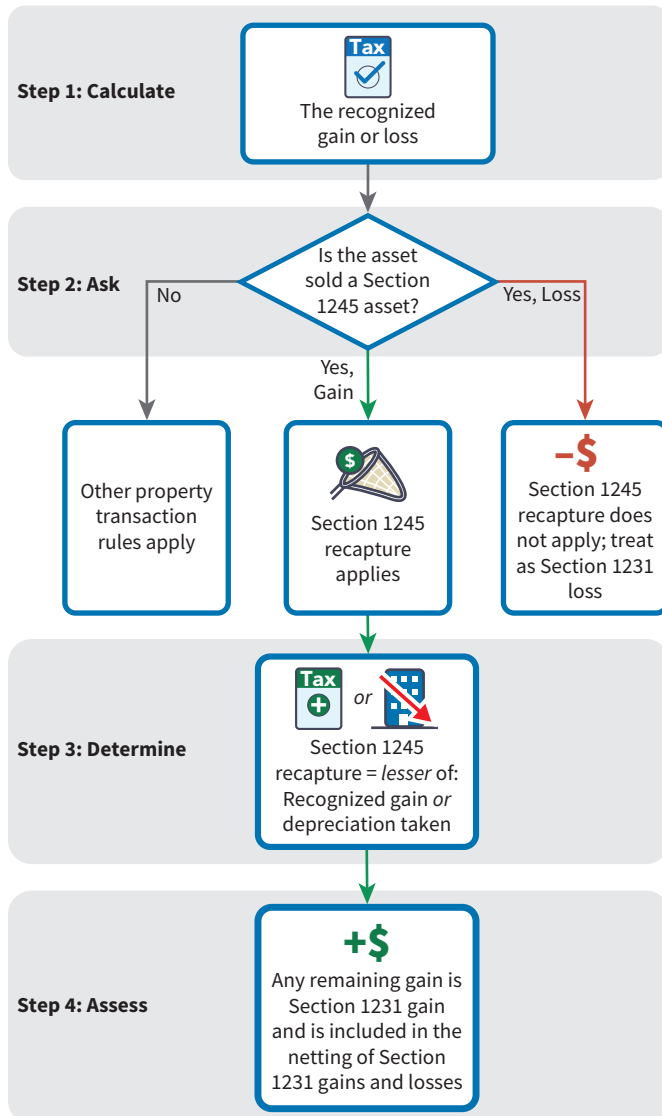 Step 1: Calculate
Tax
The recognized
gain or loss
Step 2: Ask
Is the asset
sold a Section
1245 asset?
No
Yes, Loss
Yes,
Gain
Other property
transaction
rules apply
$
Section 1245
recapture
applies
–$
Section 1245
recapture does
not apply; treat
as Section 1231
loss
Step 3: Determine
Tax
or
Section 1245
recapture = lesser of:
Recognized gain or
depreciation taken
Step 4: Assess
+$
Any remaining gain is
Section 1231 gain
and is included in the
netting of Section
1231 gains and losses